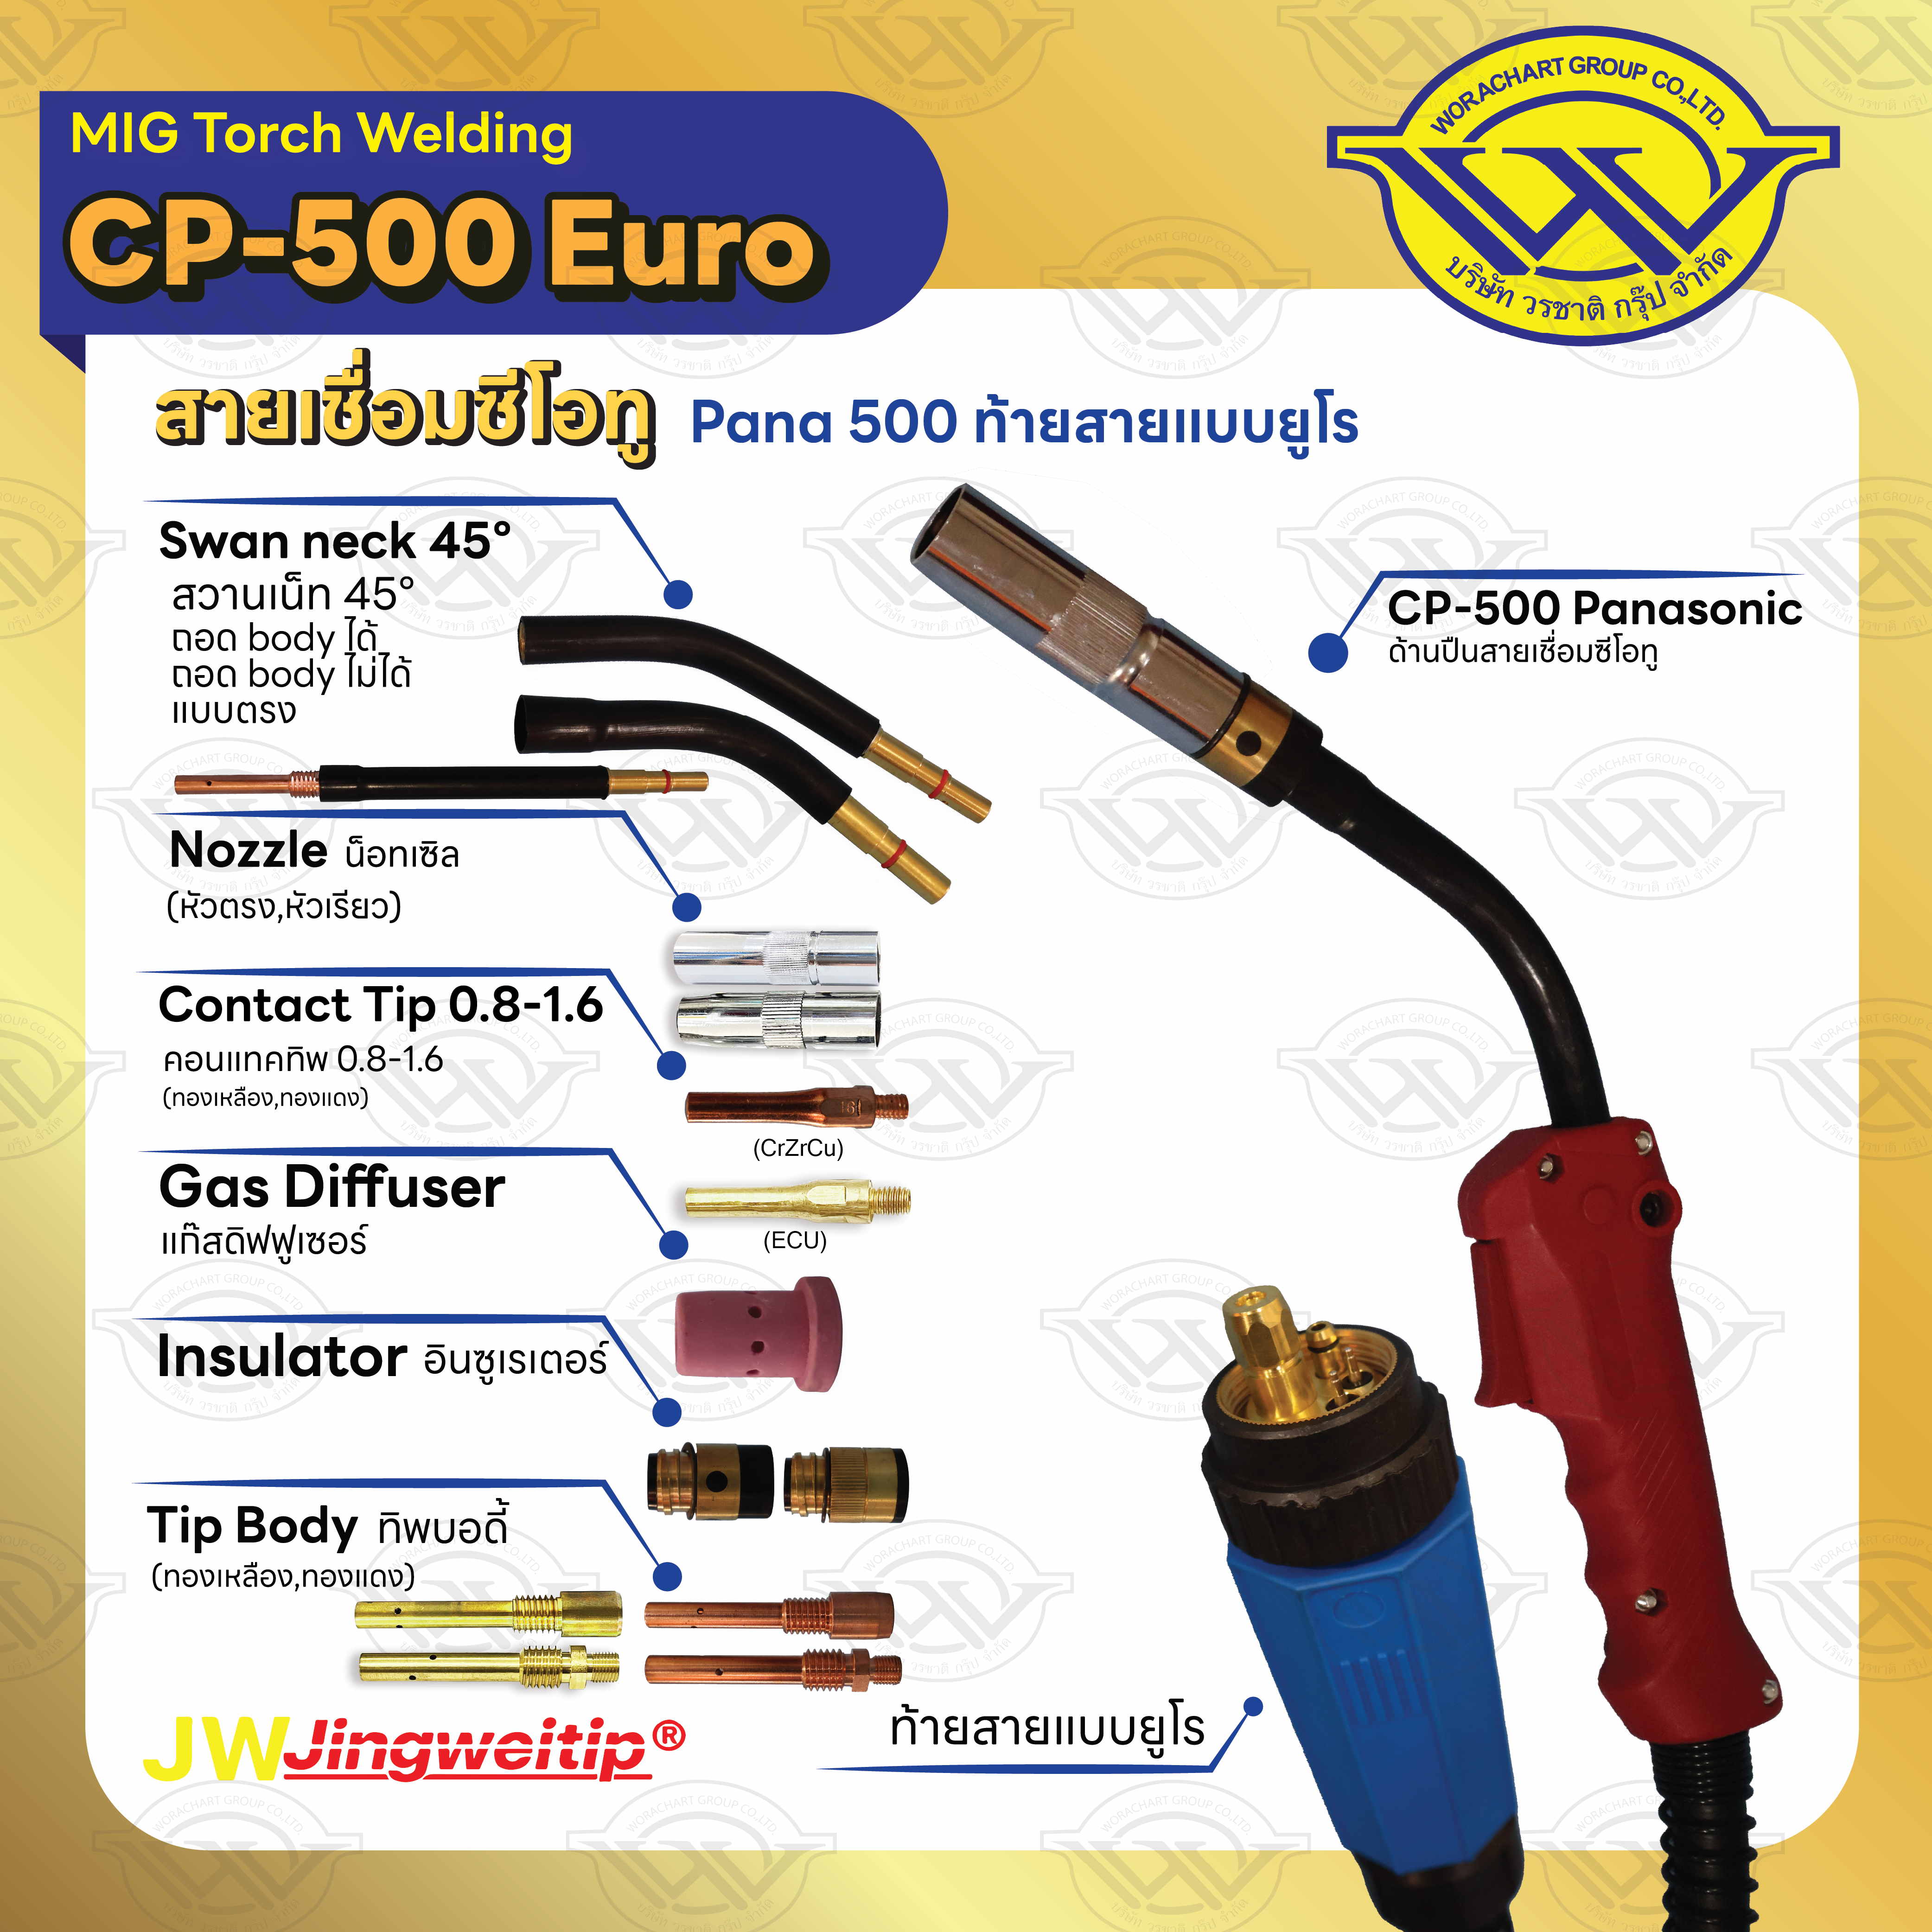 MIG Torch Welding
CP-500 Euro
WORACHART GROUP CO.,LTD.
บริษัท วรชาติ กรุ๊ป จำกัด
สายเชื่อมซีโอทู
Pana 500 ท้ายสายแบบยูโร
Swan neck 45°
สวานเน็ท 45°
ถอด body ได้
ถอด body ไม่ได้
แบบตรง
CP-500 Panasonic
ด้านปืนสายเชื่อมซีโอทู
Nozzle น็อทเซิล
(หัวตรง,หัวเรียว)
Contact Tip 0.8-1.6
คอนแทคทิพ 0.8-1.6
(ทองเหลือง,ทองแดง)
(CrZrCu)
(ECU)
Gas Diffuser
แก๊สดิฟฟูเซอร์
Insulator อินซูเรเตอร์
Tip Body ทิพบอดี้
(ทองเหลือง,ทองแดง)
ท้ายสายแบบยูโร
JW Jingweitip®